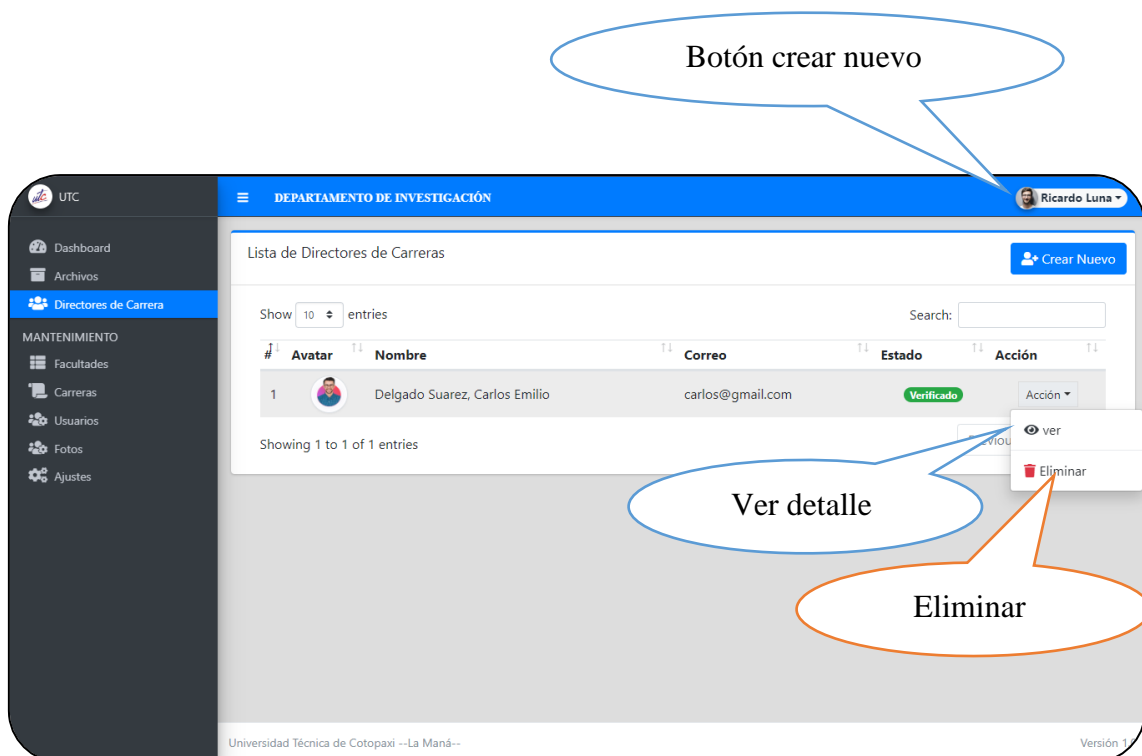 Botón crear nuevo
utc UTC
DEPARTAMENTO DE INVESTIGACIÓN
Ricardo Luna
Dashboard
Archivos
Directores de Carrera
MANTENIMIENTO
Facultades
Carreras
Usuarios
Fotos
Ajustes
Lista de Directores de Carreras
Crear Nuevo
Show 10 entries
Search:
# Avatar Nombre Correo Estado Acción
1 Delgado Suarez, Carlos Emilio carlos@gmail.com Verificado Acción
ver
Eliminar
Showing 1 to 1 of 1 entries
Ver detalle
Eliminar
Universidad Técnica de Cotopaxi --La Maná--
Versión 1.